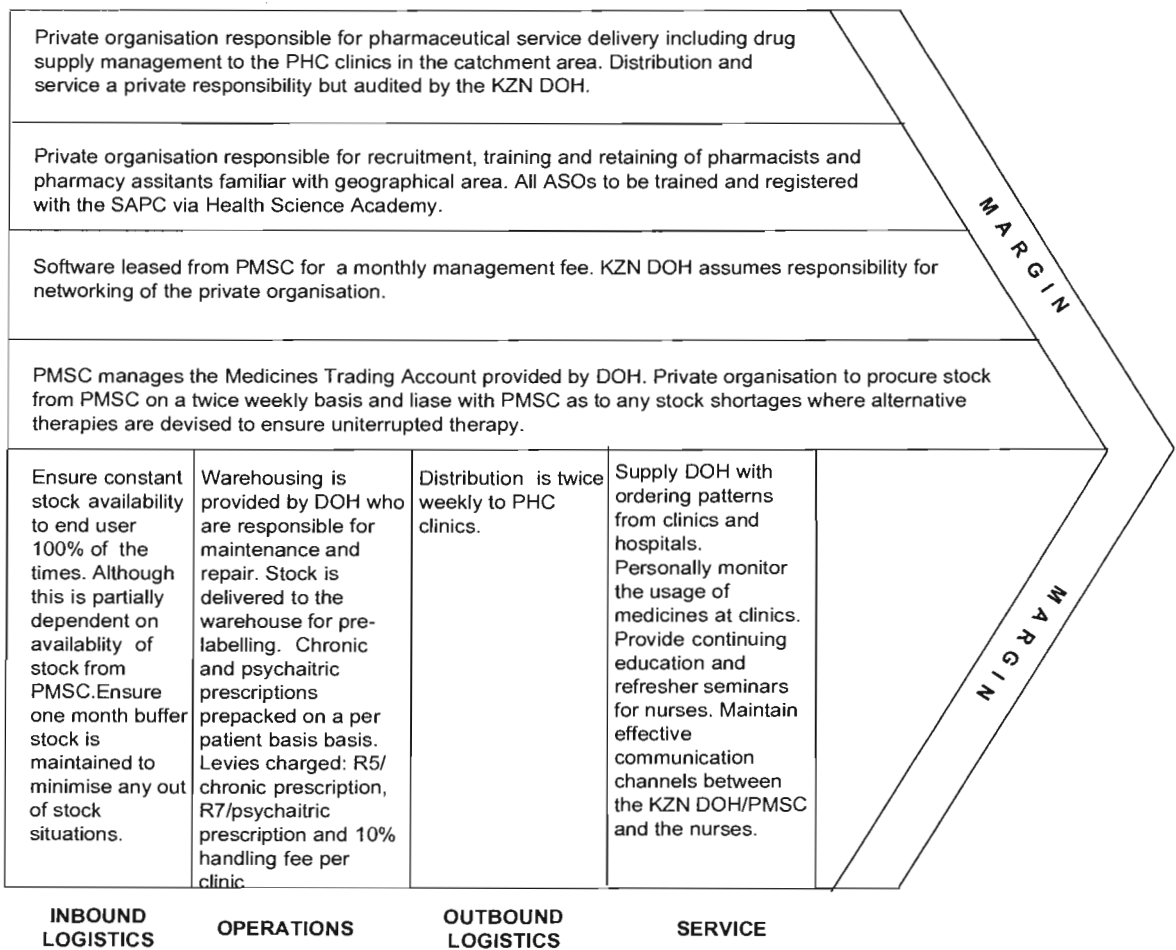 Private organisation responsible for pharmaceutical service delivery including drug
supply management to the PHC clinics in the catchment area. Distribution and
service a private responsibility but audited by the KZN DOH.
Private organisation responsible for recruitment, training and retaining of pharmacists and
pharmacy assitants familiar with geographical area. All ASOs to be trained and registered
with the SAPC via Health Science Academy.
Software leased from PMSC for a monthly management fee. KZN DOH assumes responsibility for
networking of the private organisation.
PMSC manages the Medicines Trading Account provided by DOH. Private organisation to procure stock
from PMSC on a twice weekly basis and liase with PMSC as to any stock shortages where alternative
therapies are devised to ensure uniterrupted therapy.
MARGIN
Ensure constant
stock availability
to end user
100% of the
times. Although
this is partially
dependent on
availablity of
stock from
PMSC.Ensure
one month buffer
stock is
maintained to
minimise any out
of stock
situations.
Warehousing is
provided by DOH who
are responsible for
maintenance and
repair. Stock is
delivered to the
warehouse for pre-
labelling. Chronic
and psychaitric
prescriptions
prepacked on a per
patient basis basis.
Levies charged: R5/
chronic prescription,
R7/psychaitric
prescription and 10%
handling fee per
clinic
Distribution is twice
weekly to PHC
clinics.
Supply DOH with
ordering patterns
from clinics and
hospitals.
Personally monitor
the usage of
medicines at clinics.
Provide continuing
education and
refresher seminars
for nurses. Maintain
effective
communication
channels between
the KZN DOH/PMSC
and the nurses.
MARGIN
INBOUND
LOGISTICS
OPERATIONS
OUTBOUND
LOGISTICS
SERVICE